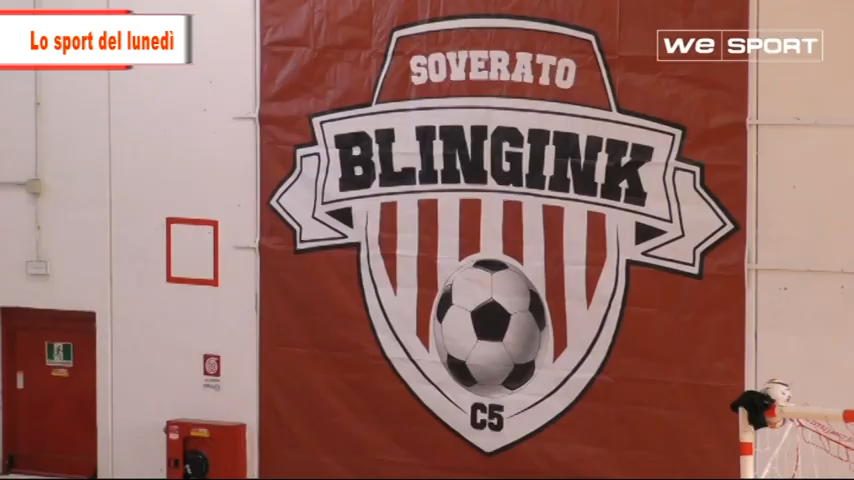 Lo sport del lunedì
WE SPORT
SOVERATO
BLINGINK
C5